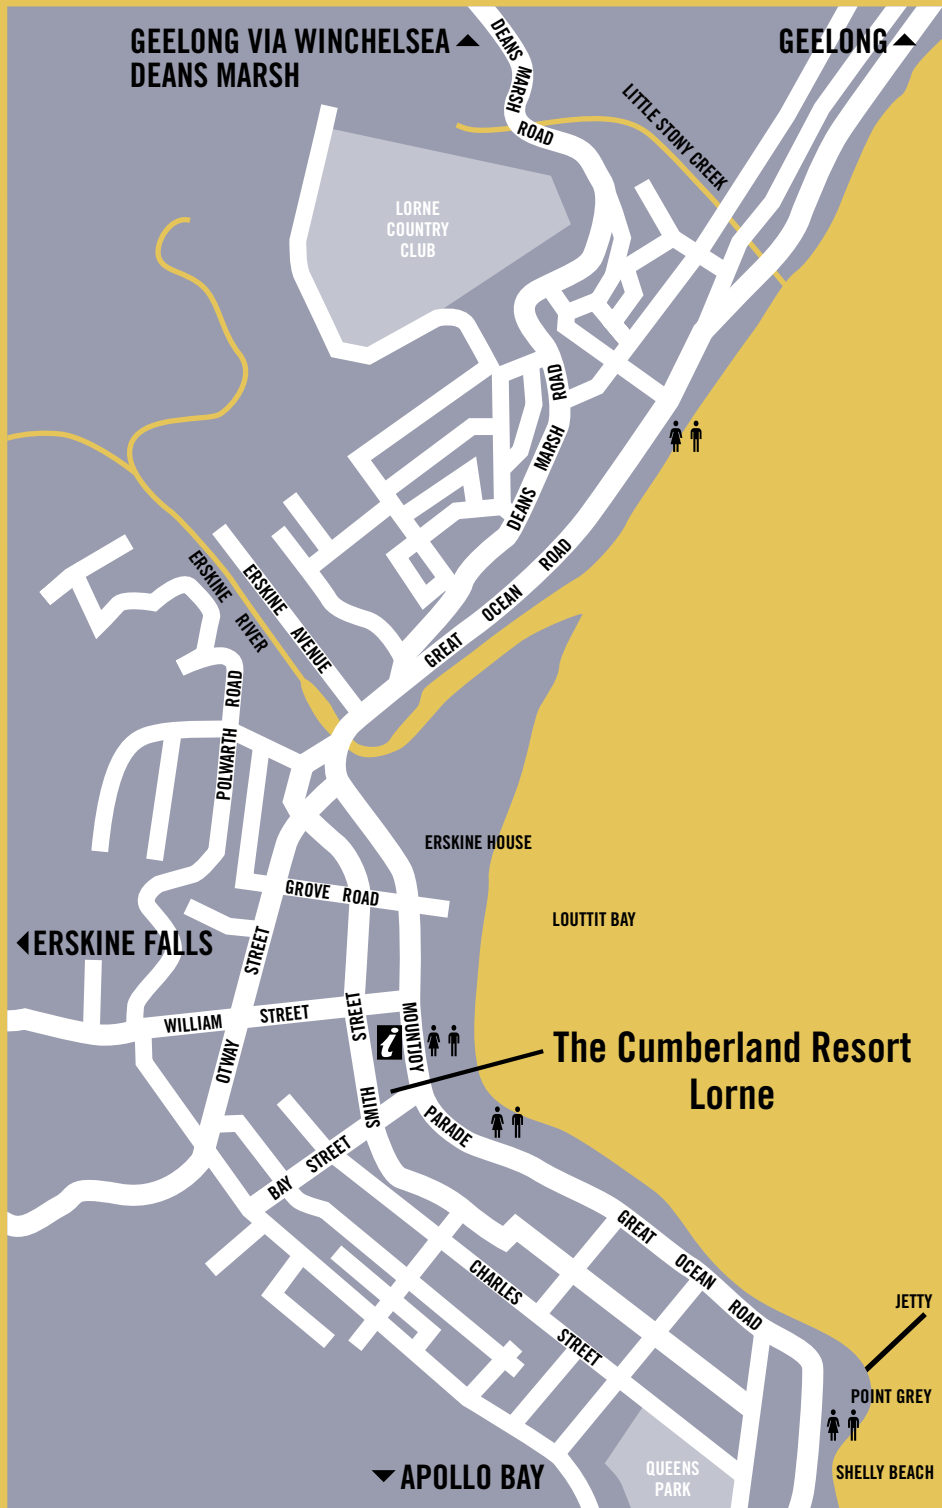 GEELONG VIA WINCHELSEA
DEANS MARSH
GEELONG
DEANS MARSH ROAD
LITTLE STONY CREEK
LORNE
COUNTRY
CLUB
DEANS MARSH ROAD
GREAT OCEAN ROAD
ERSKINE RIVER
ERSKINE AVENUE
POLWARTH ROAD
ERSKINE HOUSE
GROVE ROAD
LOUTTIT BAY
ERSKINE FALLS
OTWAY STREET
WILLIAM STREET
SMITH STREET
i
MOUNTJOY PARADE
The Cumberland Resort
Lorne
BAY STREET
GREAT OCEAN ROAD
CHARLES STREET
JETTY
POINT GREY
QUEENS
PARK
SHELLY BEACH
APOLLO BAY